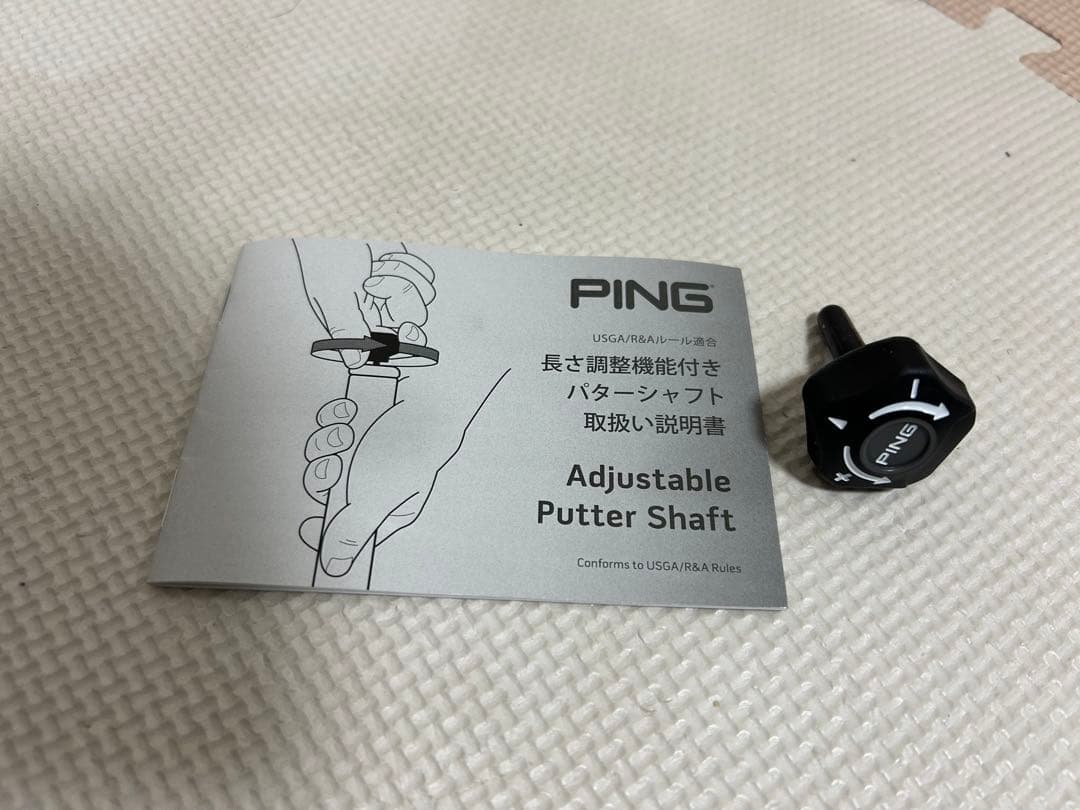 PING
USGA/R&Aルール適合
長さ調整機能付き
パターシャフト
取扱い説明書
Adjustable
Putter Shaft
Conforms to USGA/R&A Rules
PING
+
-